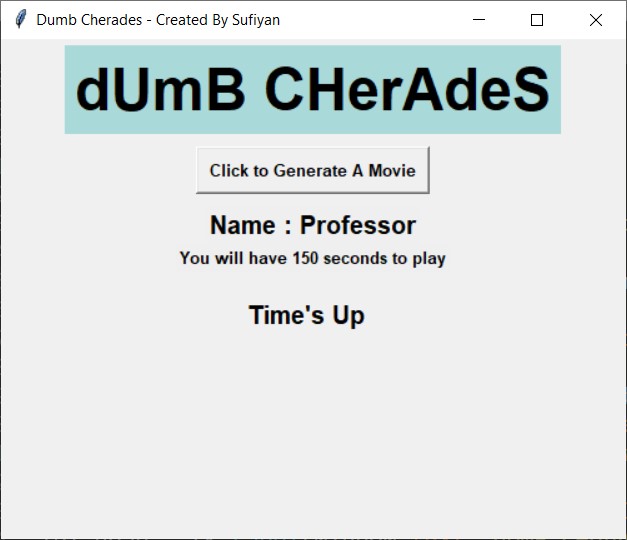 Dumb Cherades - Created By Sufiyan
dUmB CHerAdeS
Click to Generate A Movie
Name : Professor
You will have 150 seconds to play
Time's Up